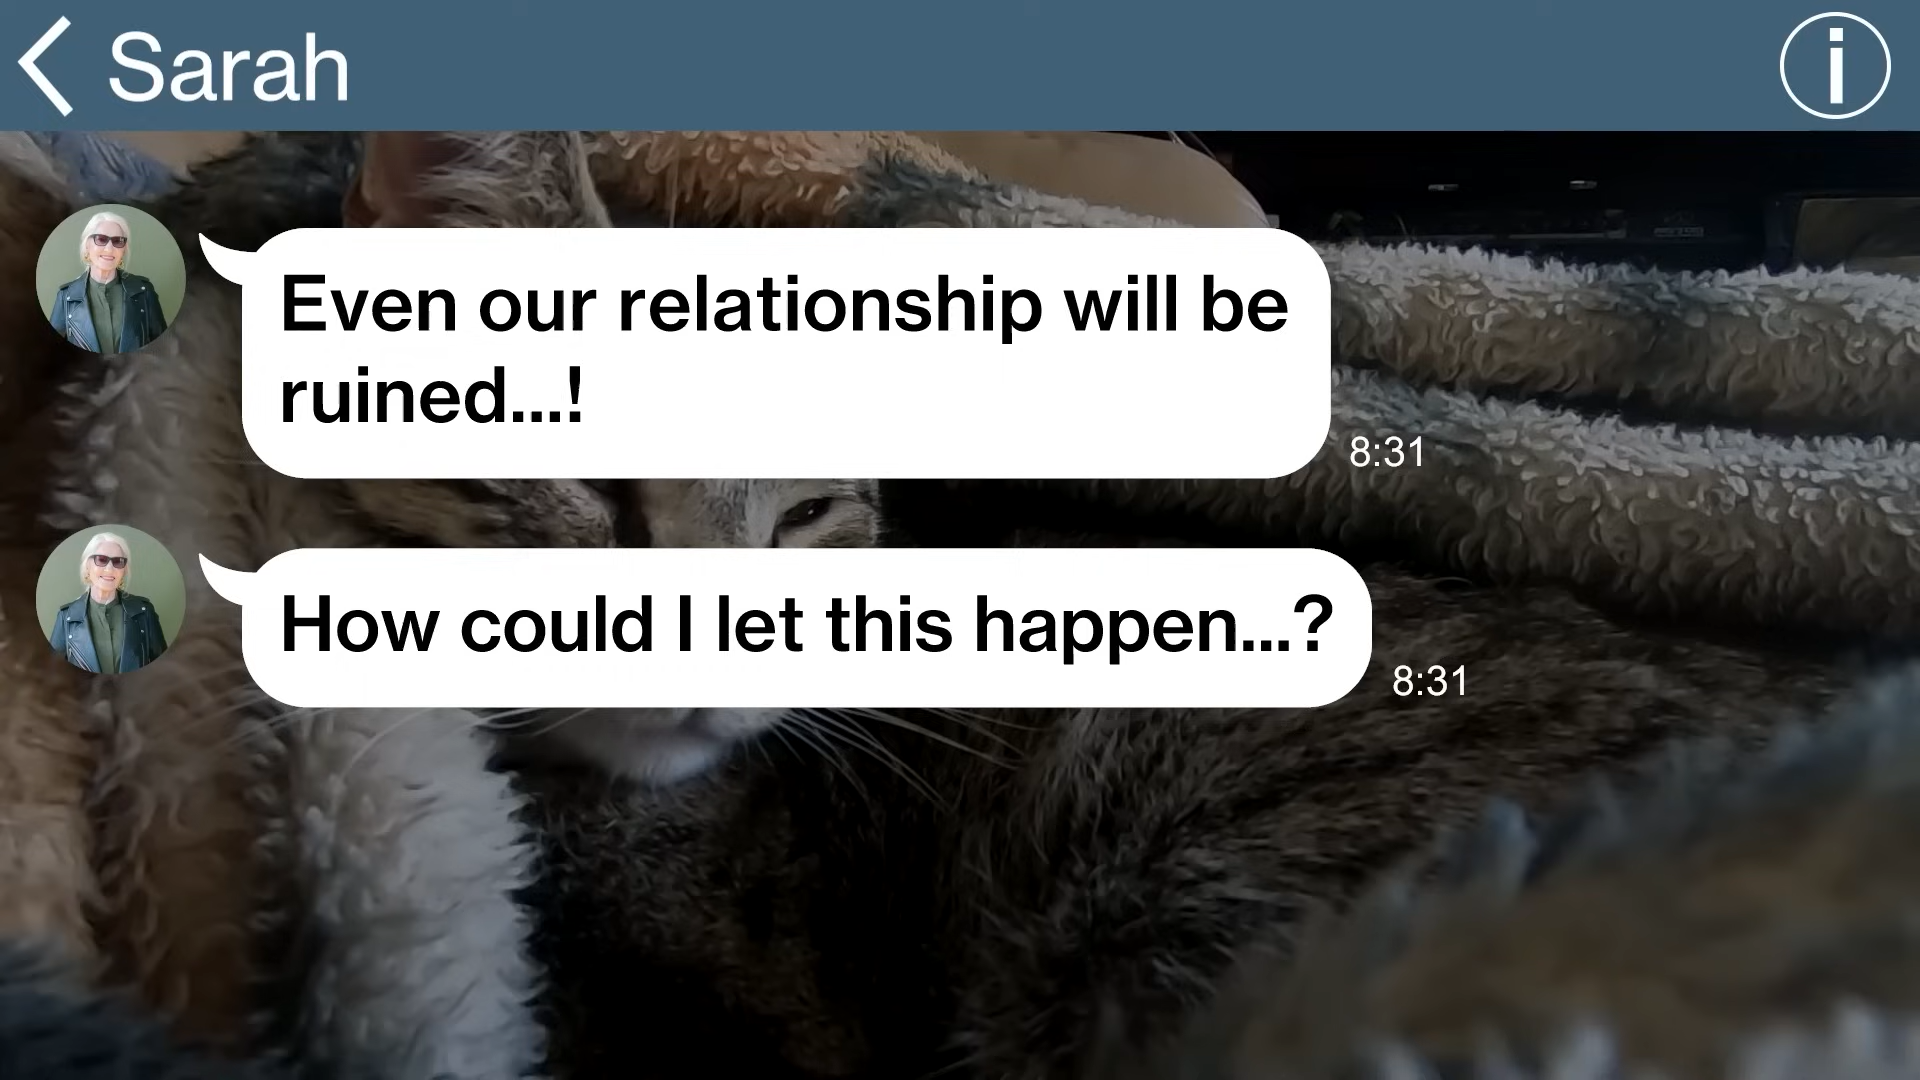 Sarah
Even our relationship will be
ruined...!
8:31
How could I let this happen...?
8:31